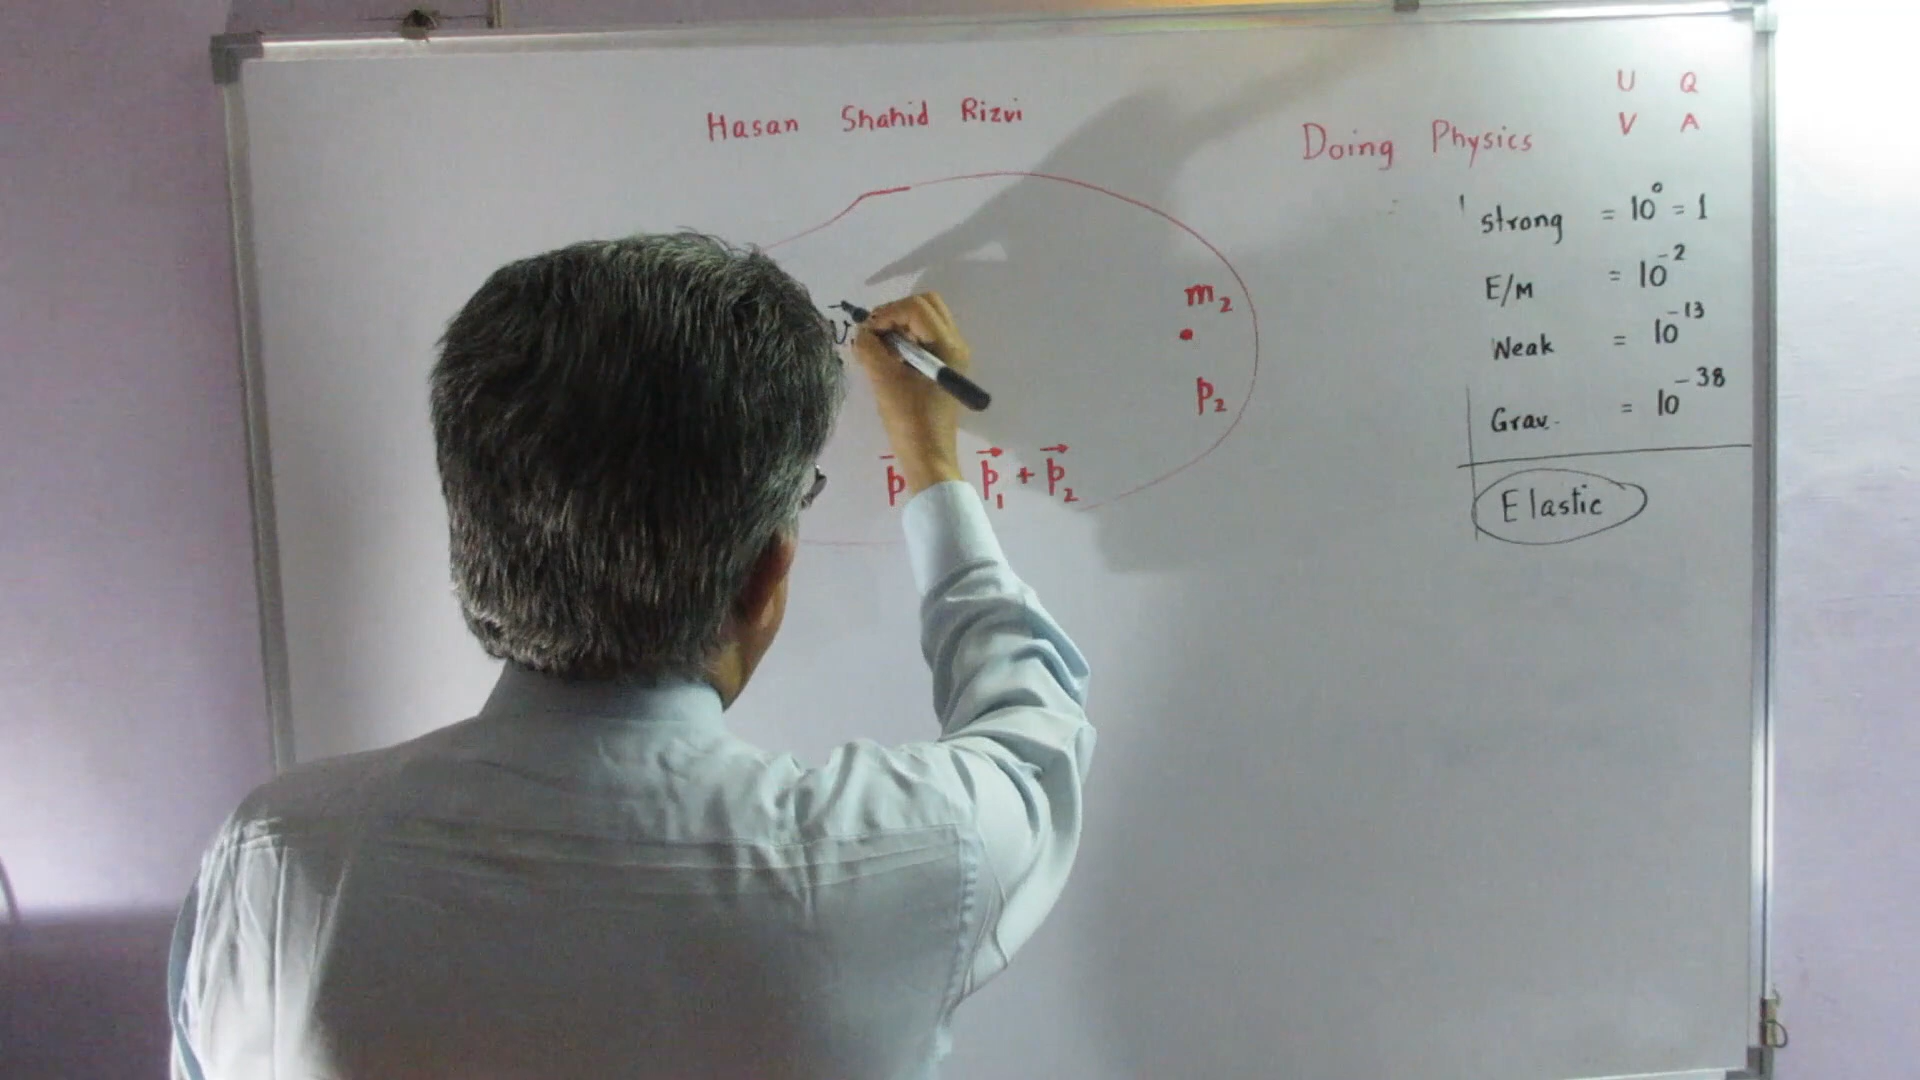 Hasan Shahid Rizvi
Doing Physics
U Q
V A
strong = 10⁰ = 1
E/M = 10⁻²
Weak = 10⁻¹³
Grav. = 10⁻³⁸
Elastic
m₂
p₂
p⃗₁ + p⃗₂